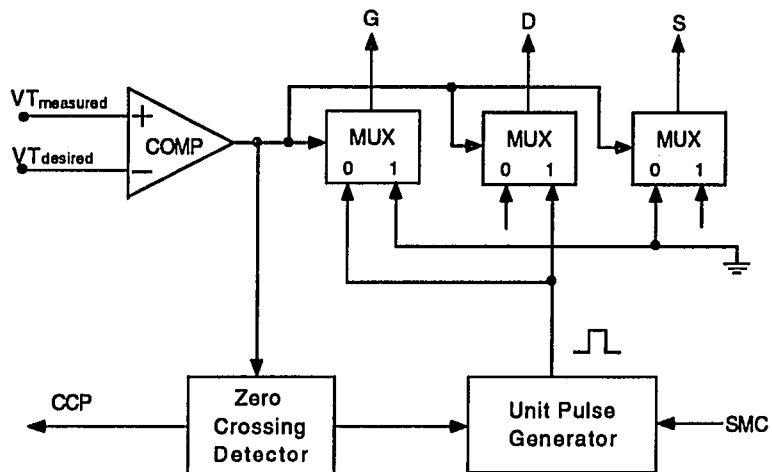 G D S
VTmeasured
VTdesired
+
−
COMP
MUX
0 1
MUX
0 1
MUX
0 1
CCP
Zero
Crossing
Detector
Unit Pulse
Generator
SMC